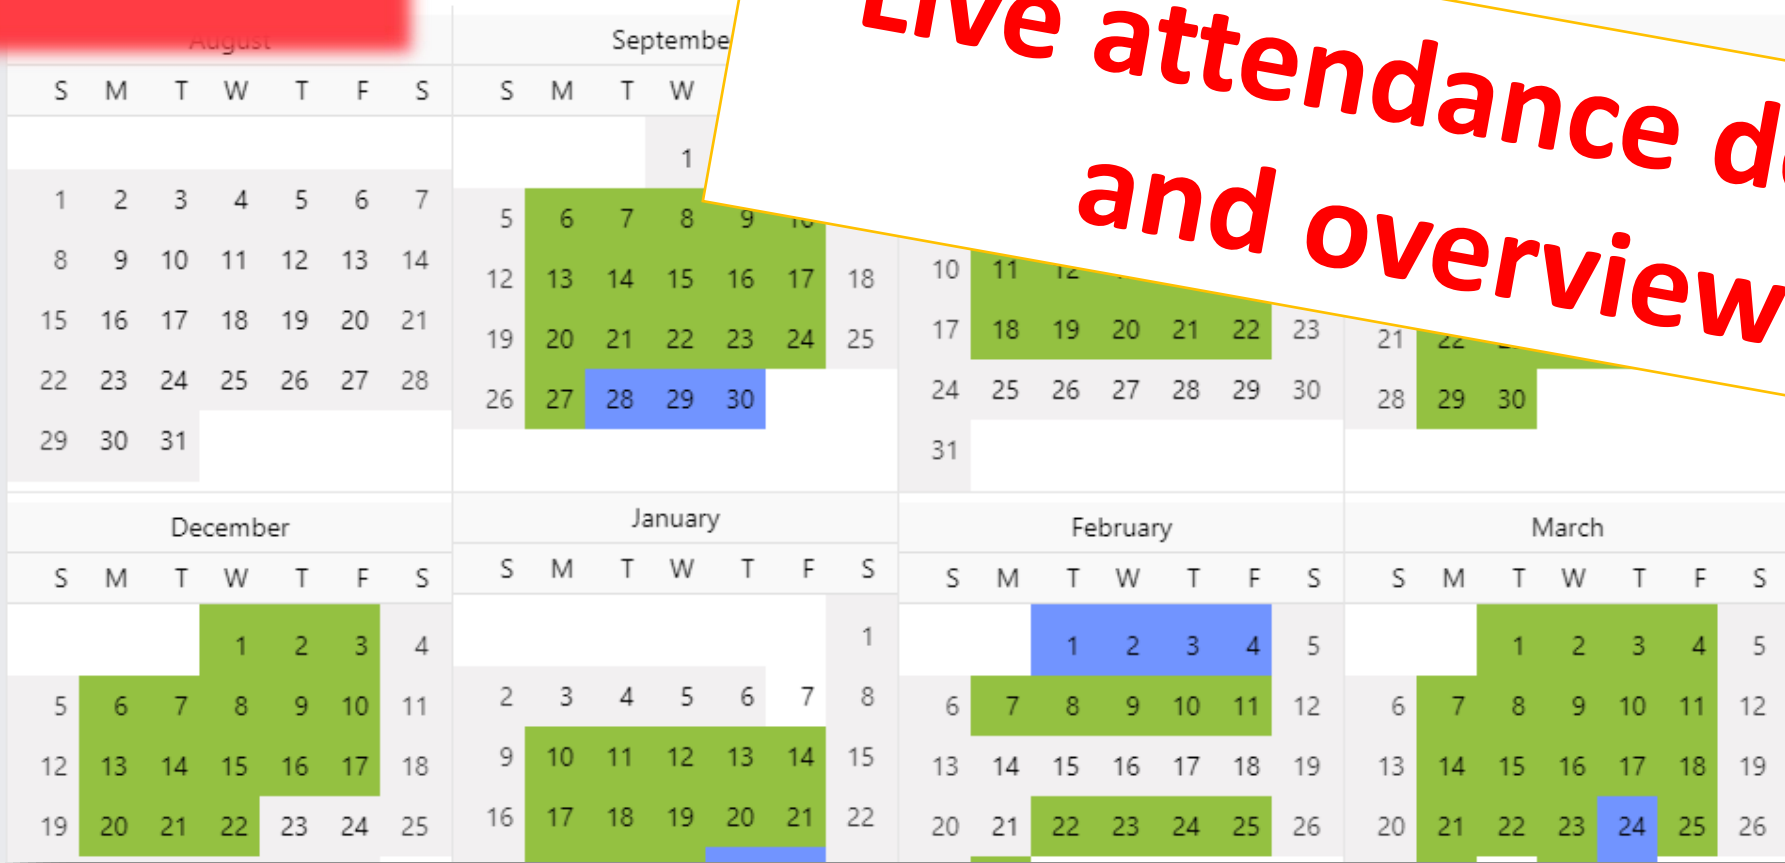 Live attendance
and overview
August
S M T W T F S
1 2 3 4 5 6 7
8 9 10 11 12 13 14
15 16 17 18 19 20 21
22 23 24 25 26 27 28
29 30 31
S M T W
1
5 6 7 8 9 10
12 13 14 15 16 17 18
19 20 21 22 23 24 25
26 27 28 29 30
10 11 12
17 18 19 20 21 22 23
24 25 26 27 28 29 30
31
21 22
28 29 30
December
S M T W T F S
1 2 3 4
5 6 7 8 9 10 11
12 13 14 15 16 17 18
19 20 21 22 23 24 25
January
S M T W T F S
1
2 3 4 5 6 7 8
9 10 11 12 13 14 15
16 17 18 19 20 21 22
February
S M T W T F S
1 2 3 4 5
6 7 8 9 10 11 12
13 14 15 16 17 18 19
20 21 22 23 24 25 26
March
S M T W T F S
1 2 3 4 5
6 7 8 9 10 11 12
13 14 15 16 17 18 19
20 21 22 23 24 25 26